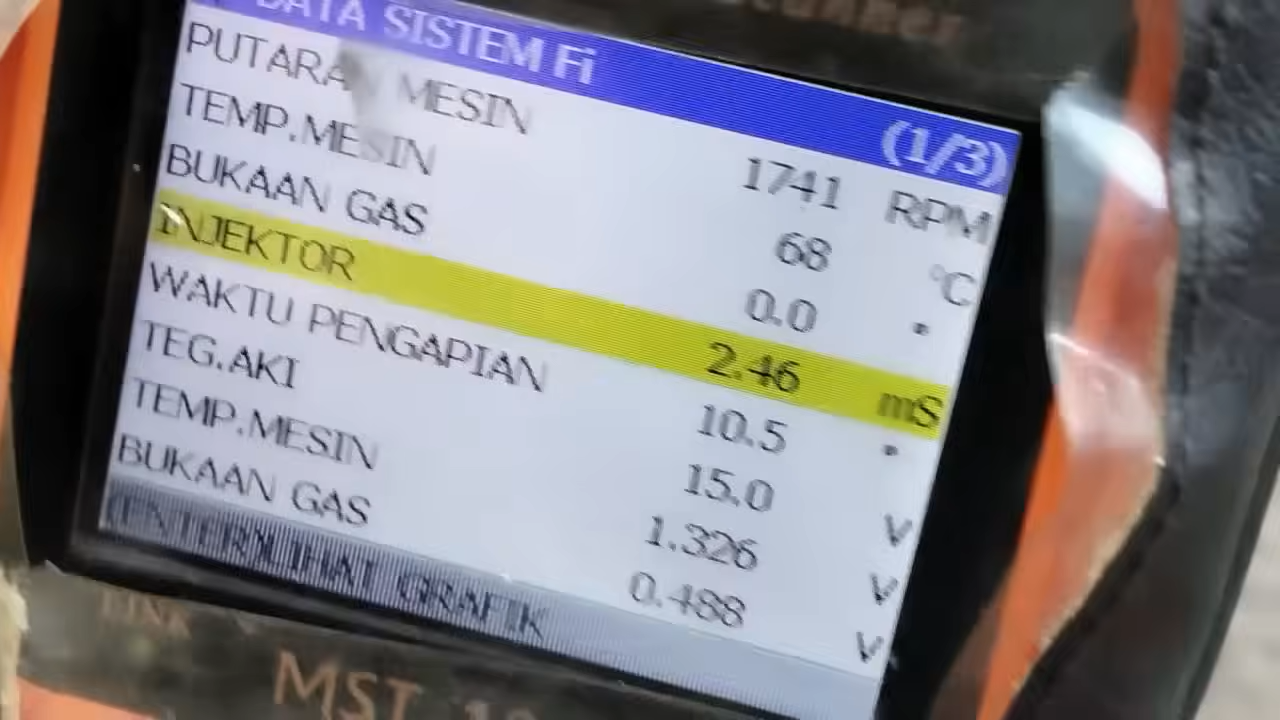 DATA SISTEM Fi (1/3)
PUTARAN MESIN 1741 RPM
TEMP.MESIN 68 °C
BUKAAN GAS 0.0 °
INJEKTOR 2.46 mS
WAKTU PENGAPIAN 10.5 °
TEG.AKI 15.0 V
TEMP.MESIN 1.326 V
BUKAAN GAS 0.488 V
(ENTER)LIHAT GRAFIK
MST